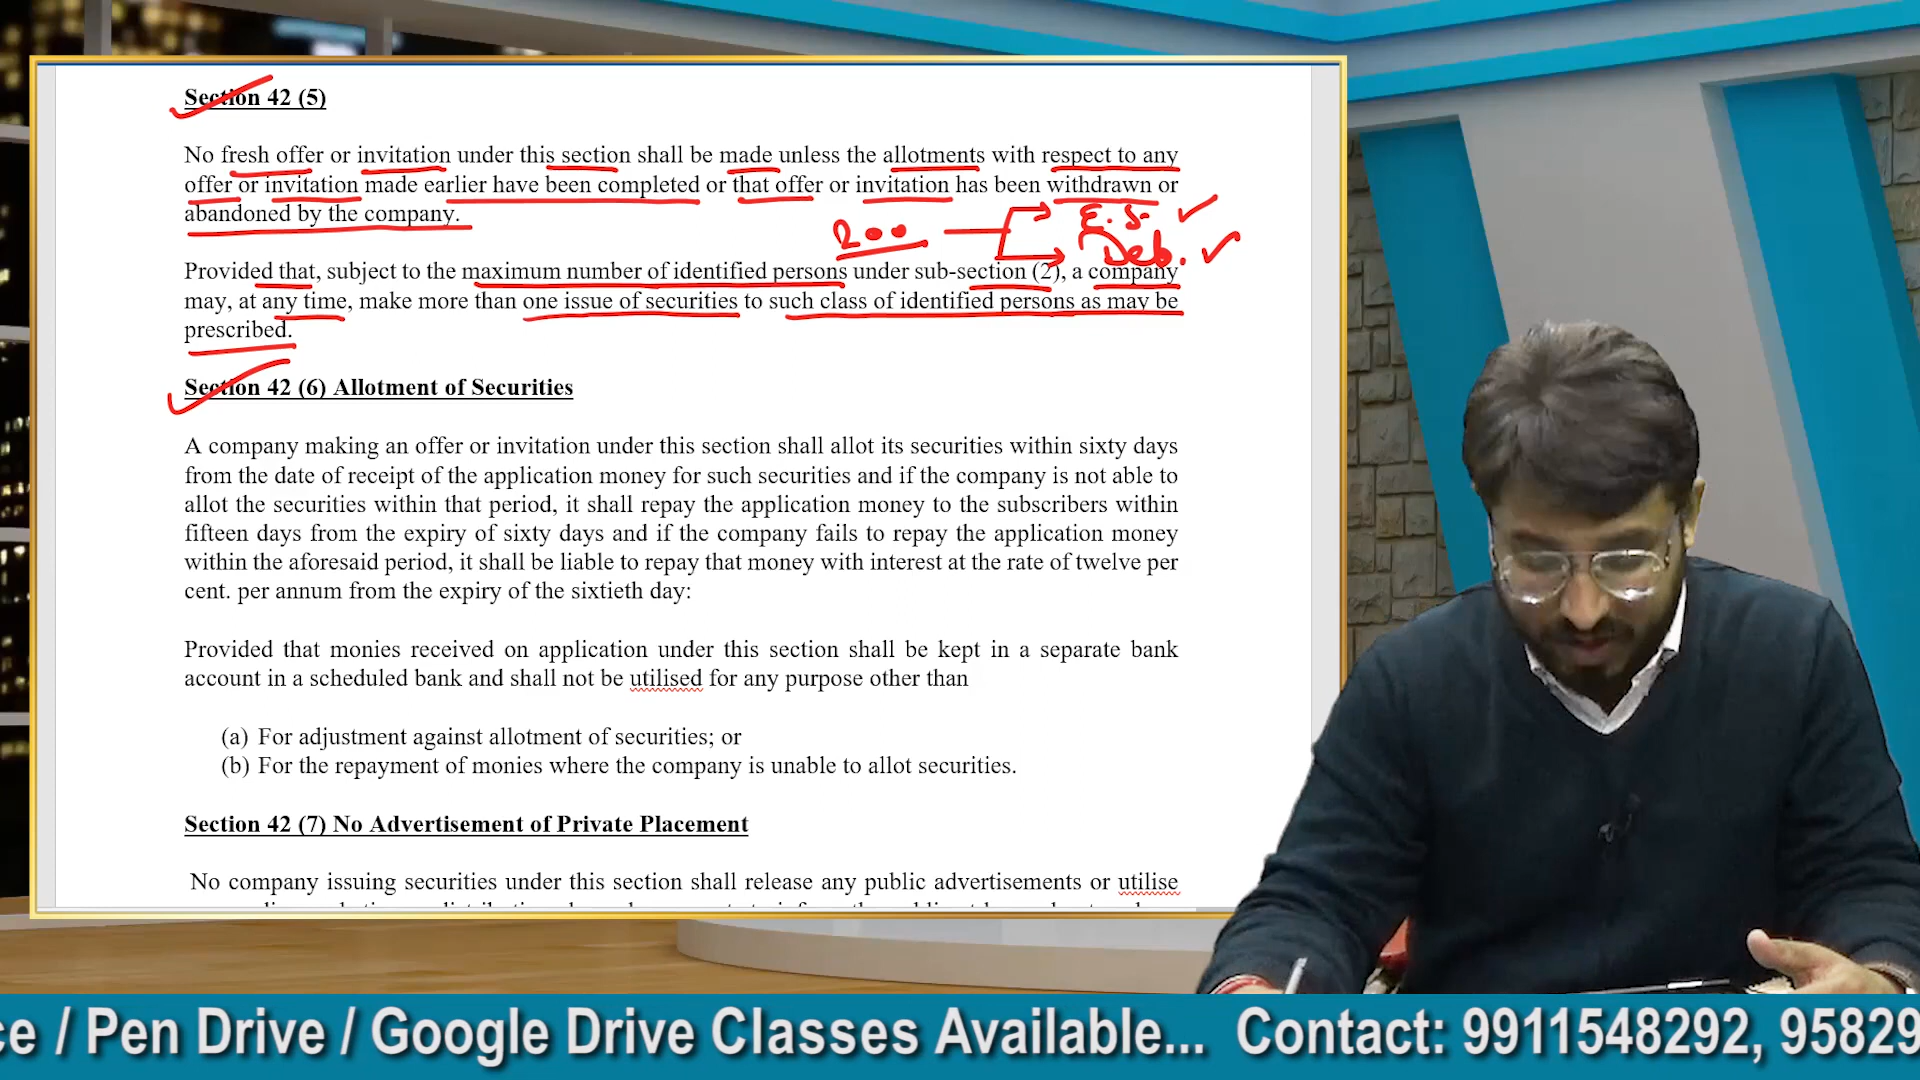 Section 42 (5)
No fresh offer or invitation under this section shall be made unless the allotments with respect to any
offer or invitation made earlier have been completed or that offer or invitation has been withdrawn or
abandoned by the company.
200
E.S.
Deb.
Provided that, subject to the maximum number of identified persons under sub-section (2), a company
may, at any time, make more than one issue of securities to such class of identified persons as may be
prescribed.
Section 42 (6) Allotment of Securities
A company making an offer or invitation under this section shall allot its securities within sixty days
from the date of receipt of the application money for such securities and if the company is not able to
allot the securities within that period, it shall repay the application money to the subscribers within
fifteen days from the expiry of sixty days and if the company fails to repay the application money
within the aforesaid period, it shall be liable to repay that money with interest at the rate of twelve per
cent. per annum from the expiry of the sixtieth day:
Provided that monies received on application under this section shall be kept in a separate bank
account in a scheduled bank and shall not be utilised for any purpose other than
(a) For adjustment against allotment of securities; or
(b) For the repayment of monies where the company is unable to allot securities.
Section 42 (7) No Advertisement of Private Placement
No company issuing securities under this section shall release any public advertisements or utilise
ce / Pen Drive / Google Drive Classes Available... Contact: 9911548292, 95829